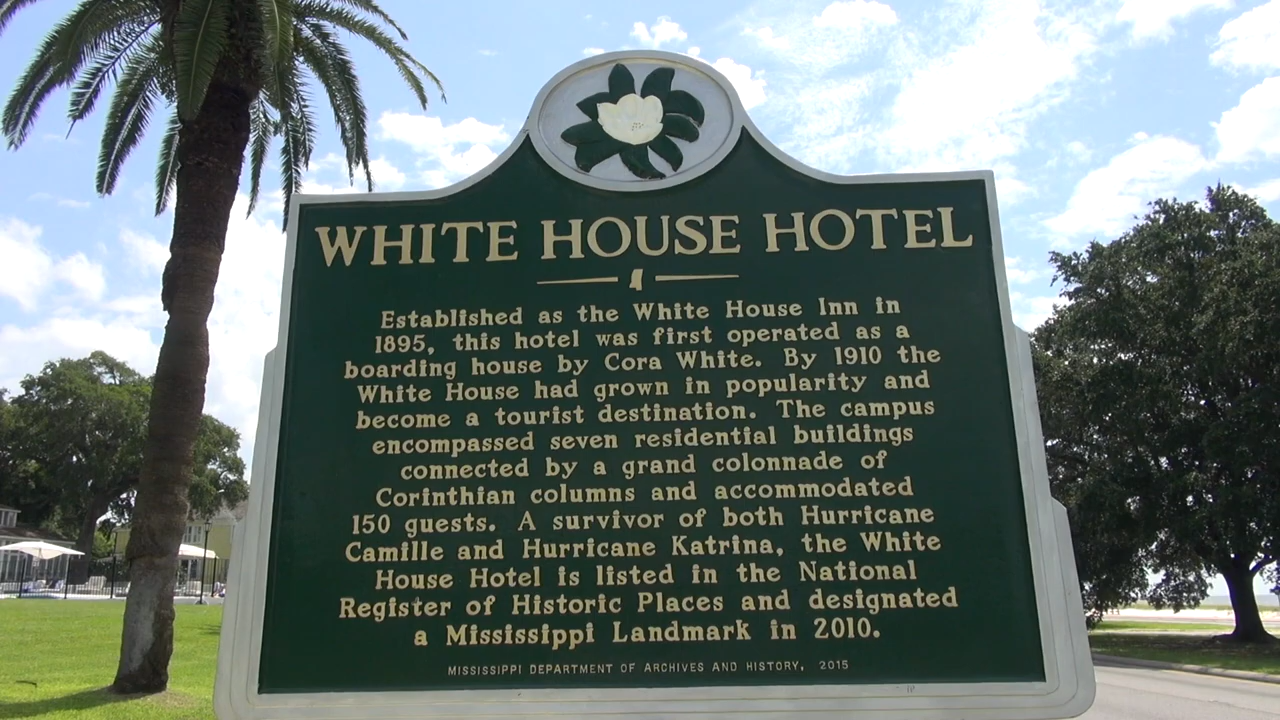 WHITE HOUSE HOTEL
Established as the White House Inn in
1895, this hotel was first operated as a
boarding house by Cora White. By 1910 the
White House had grown in popularity and
become a tourist destination. The campus
encompassed seven residential buildings
connected by a grand colonnade of
Corinthian columns and accommodated
150 guests. A survivor of both Hurricane
Camille and Hurricane Katrina, the White
House Hotel is listed in the National
Register of Historic Places and designated
a Mississippi Landmark in 2010.
MISSISSIPPI DEPARTMENT OF ARCHIVES AND HISTORY, 2015